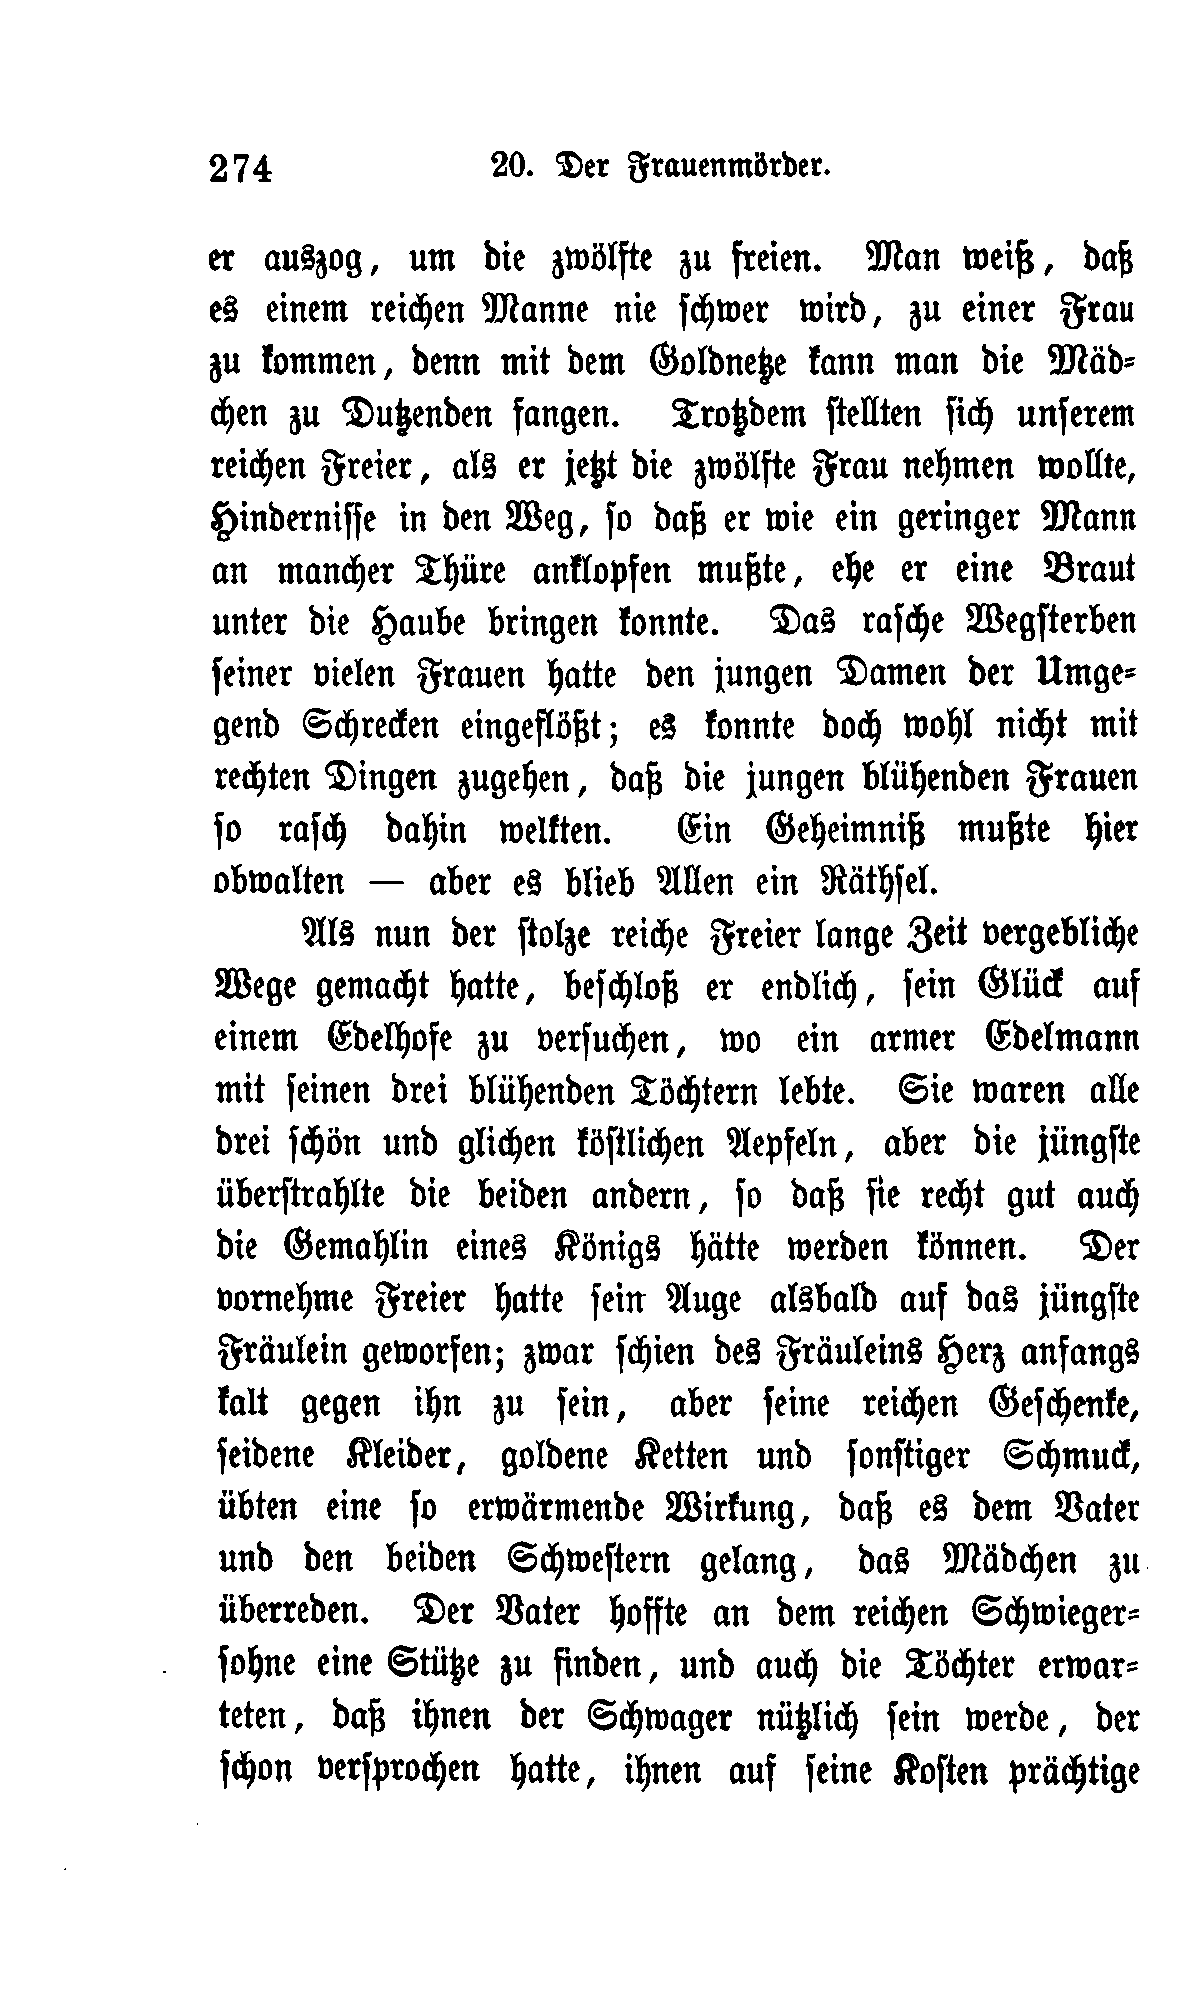 274 20. Der Frauenmörder.
er auszog, um die zwölfte zu freien. Man weiß, daß
es einem reichen Manne nie schwer wird, zu einer Frau
zu kommen, denn mit dem Goldnetze kann man die Mäd-
chen zu Dutzenden fangen. Trotzdem stellten sich unserem
reichen Freier, als er jetzt die zwölfte Frau nehmen wollte,
Hindernisse in den Weg, so daß er wie ein geringer Mann
an mancher Thüre anklopfen mußte, ehe er eine Braut
unter die Haube bringen konnte. Das rasche Wegsterben
seiner vielen Frauen hatte den jungen Damen der Umge-
gend Schrecken eingeflößt; es konnte doch wohl nicht mit
rechten Dingen zugehen, daß die jungen blühenden Frauen
so rasch dahin welkten. Ein Geheimniß mußte hier
obwalten — aber es blieb Allen ein Räthsel.
Als nun der stolze reiche Freier lange Zeit vergebliche
Wege gemacht hatte, beschloß er endlich, sein Glück auf
einem Edelhofe zu versuchen, wo ein armer Edelmann
mit seinen drei blühenden Töchtern lebte. Sie waren alle
drei schön und glichen köstlichen Aepfeln, aber die jüngste
überstrahlte die beiden andern, so daß sie recht gut auch
die Gemahlin eines Königs hätte werden können. Der
vornehme Freier hatte sein Auge alsbald auf das jüngste
Fräulein geworfen; zwar schien des Fräuleins Herz anfangs
kalt gegen ihn zu sein, aber seine reichen Geschenke,
seidene Kleider, goldene Ketten und sonstiger Schmuck,
übten eine so erwärmende Wirkung, daß es dem Vater
und den beiden Schwestern gelang, das Mädchen zu
überreden. Der Vater hoffte an dem reichen Schwieger-
sohne eine Stütze zu finden, und auch die Töchter erwar-
teten, daß ihnen der Schwager nützlich sein werde, der
schon versprochen hatte, ihnen auf seine Kosten prächtige